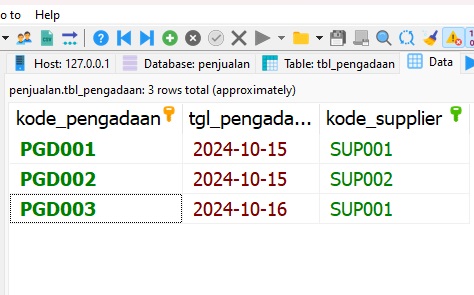 o to Help
Host: 127.0.0.1 Database: penjualan Table: tbl_pengadaan Data
penjualan.tbl_pengadaan: 3 rows total (approximately)
kode_pengadaan tgl_pengada... kode_supplier
PGD001 2024-10-15 SUP001
PGD002 2024-10-15 SUP002
PGD003 2024-10-16 SUP001